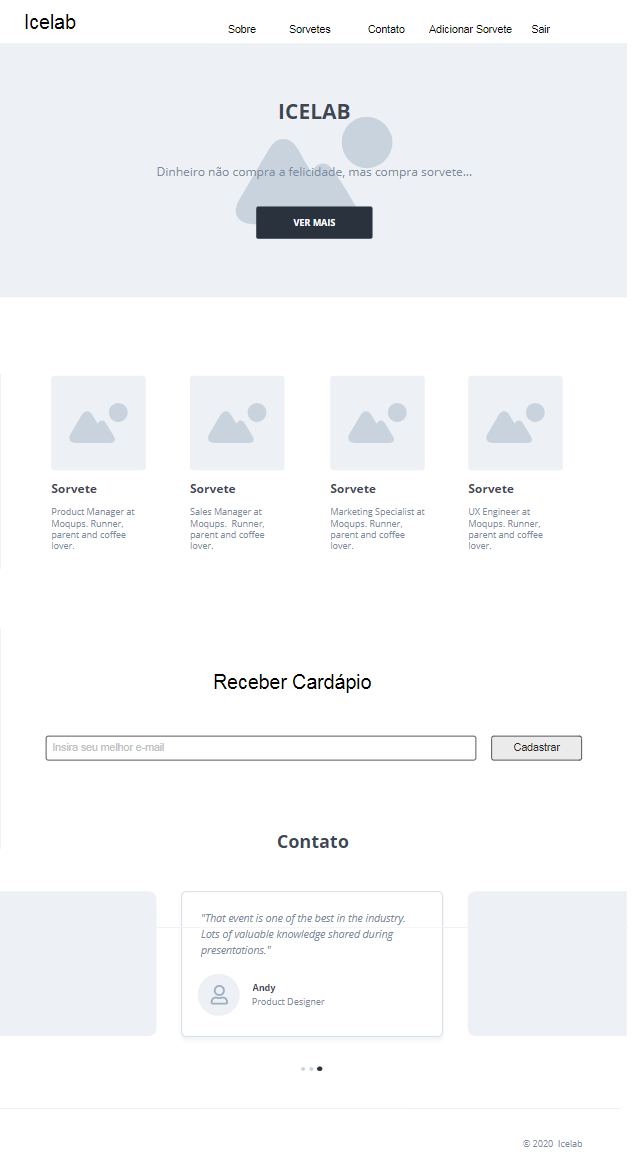 Icelab
Sobre Sorvetes Contato Adicionar Sorvete Sair
ICELAB
Dinheiro não compra a felicidade, mas compra sorvete...
VER MAIS
Sorvete
Product Manager at
Moqups. Runner,
parent and coffee
lover.
Sorvete
Sales Manager at
Moqups. Runner,
parent and coffee
lover.
Sorvete
Marketing Specialist at
Moqups. Runner,
parent and coffee
lover.
Sorvete
UX Engineer at
Moqups. Runner,
parent and coffee
lover.
Receber Cardápio
Insira seu melhor e-mail
Cadastrar
Contato
"That event is one of the best in the industry.
Lots of valuable knowledge shared during
presentations."
Andy
Product Designer
© 2020 Icelab